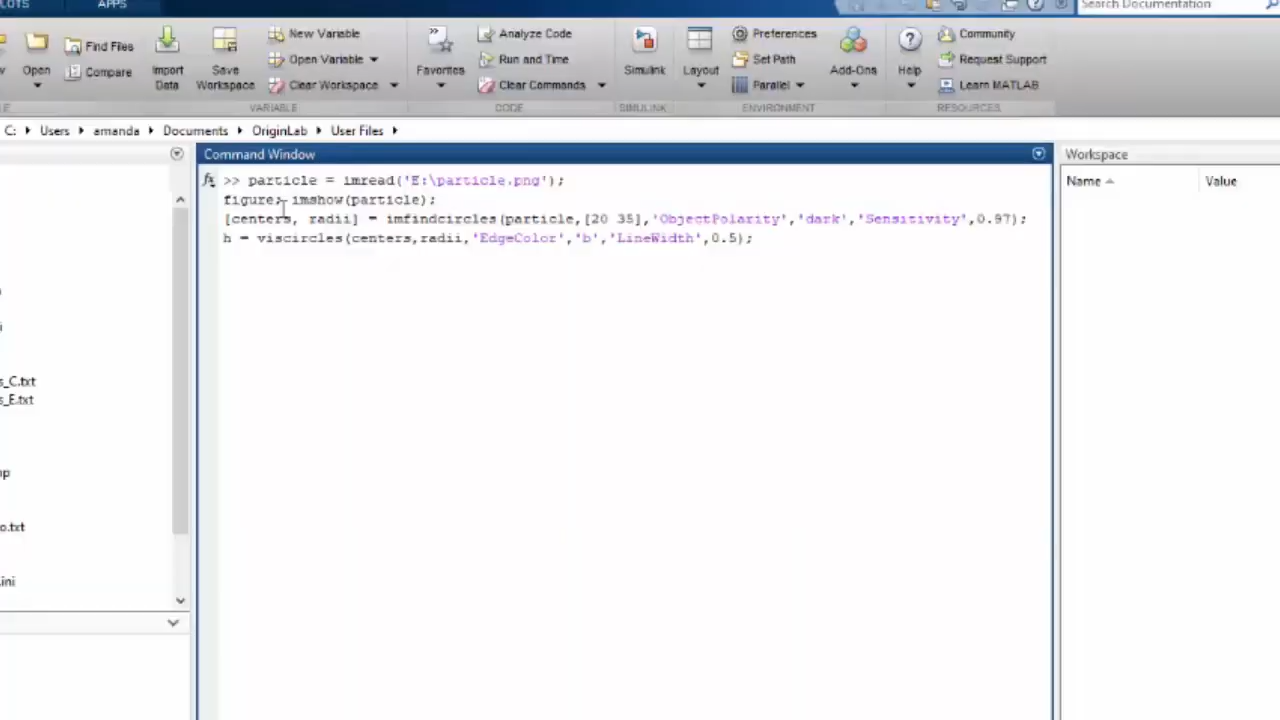 APPS
Search Documentation
New Variable
Analyze Code
Preferences
Community
Find Files
Open Variable
Run and Time
Set Path
Request Support
Open
Compare
Import Data
Save Workspace
Clear Workspace
Favorites
Clear Commands
Simulink
Layout
Parallel
Add-Ons
Help
Learn MATLAB
VARIABLE
CODE
SIMULINK
ENVIRONMENT
RESOURCES
C: Users amanda Documents OriginLab User Files
Command Window
Workspace
Name
Value
fx >> particle = imread('E:\particle.png');
figure; imshow(particle);
[centers, radii] = imfindcircles(particle,[20 35],'ObjectPolarity','dark','Sensitivity',0.97);
h = viscircles(centers,radii,'EdgeColor','b','LineWidth',0.5);
s_C.txt
s_E.txt
o.txt
.ini